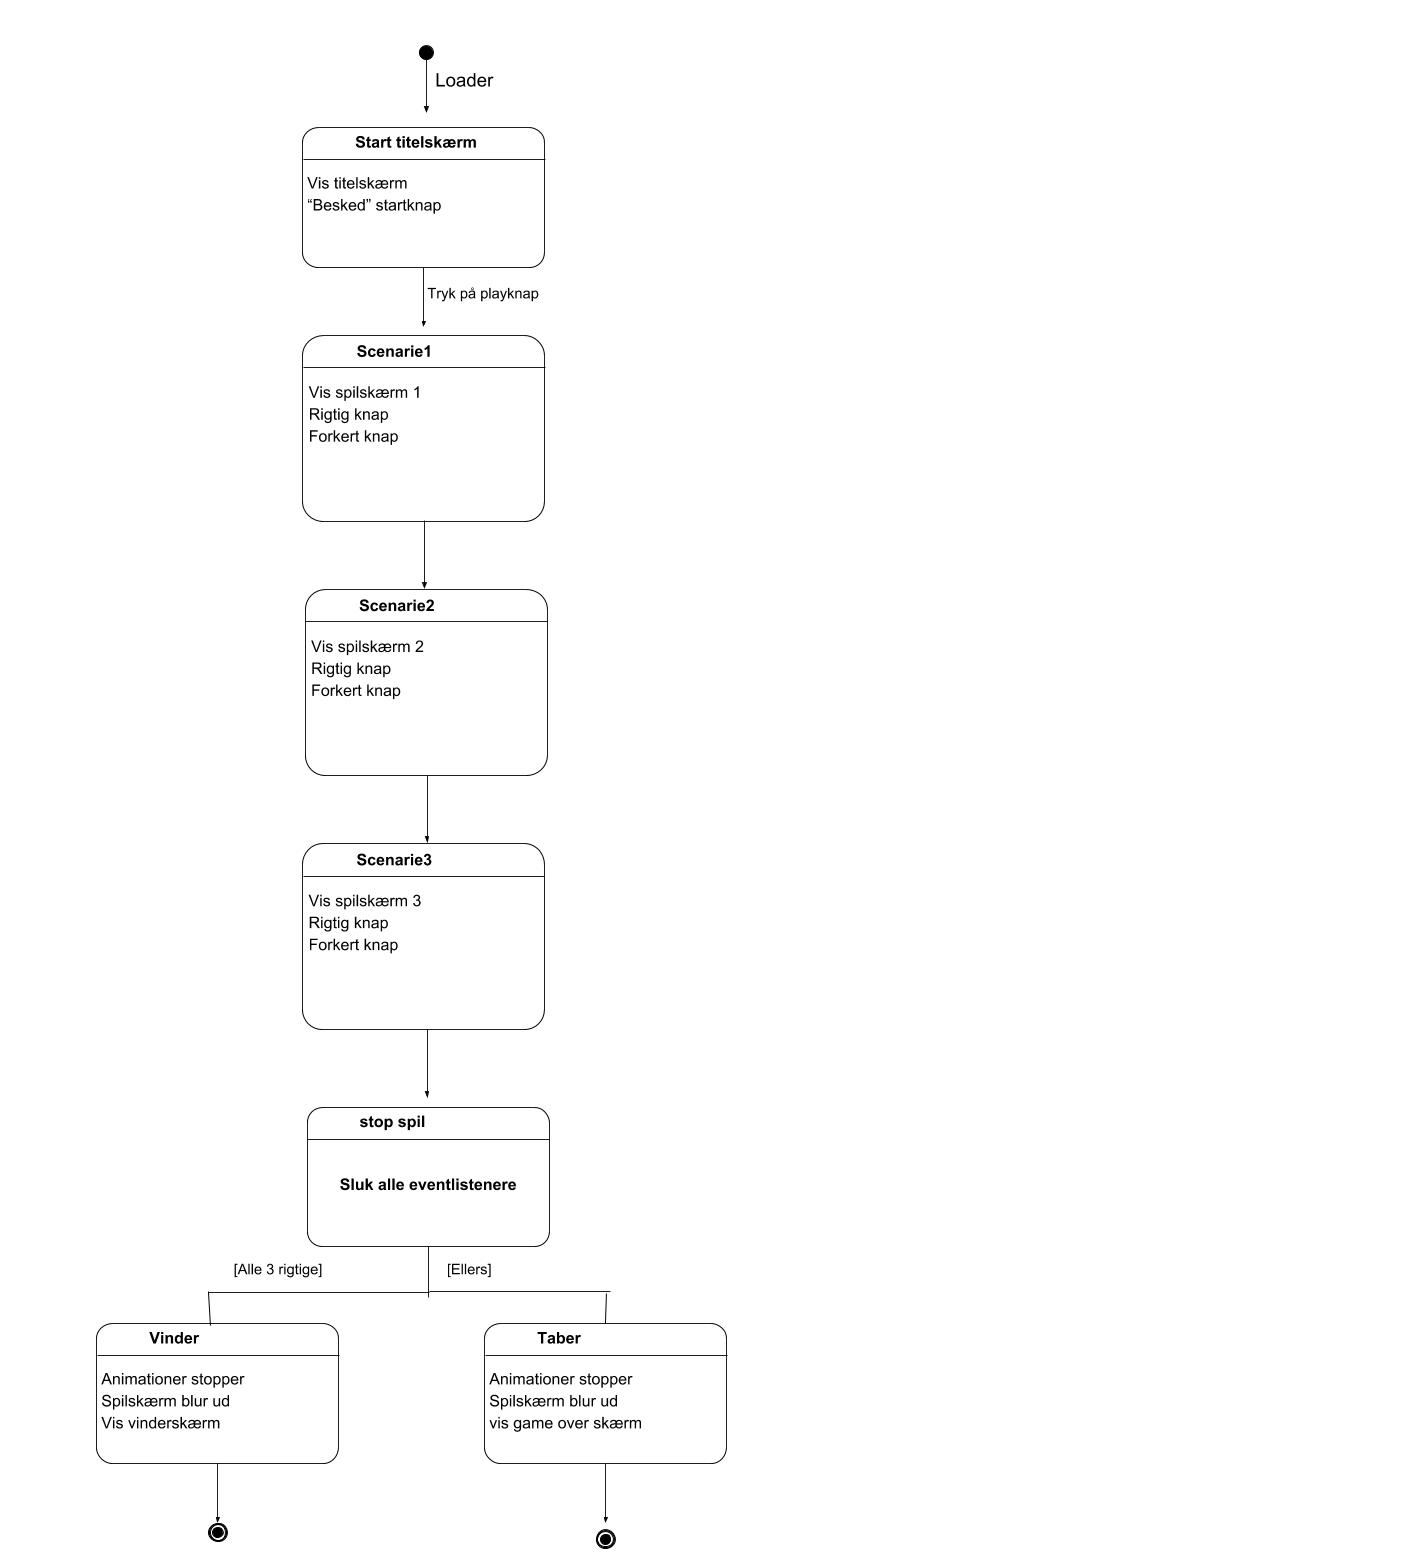 Loader
Start titelskærm
Vis titelskærm
“Besked” startknap
Tryk på playknap
Scenarie1
Vis spilskærm 1
Rigtig knap
Forkert knap
Scenarie2
Vis spilskærm 2
Rigtig knap
Forkert knap
Scenarie3
Vis spilskærm 3
Rigtig knap
Forkert knap
stop spil
Sluk alle eventlistenere
[Alle 3 rigtige]
[Ellers]
Vinder
Animationer stopper
Spilskærm blur ud
Vis vinderskærm
Taber
Animationer stopper
Spilskærm blur ud
vis game over skærm